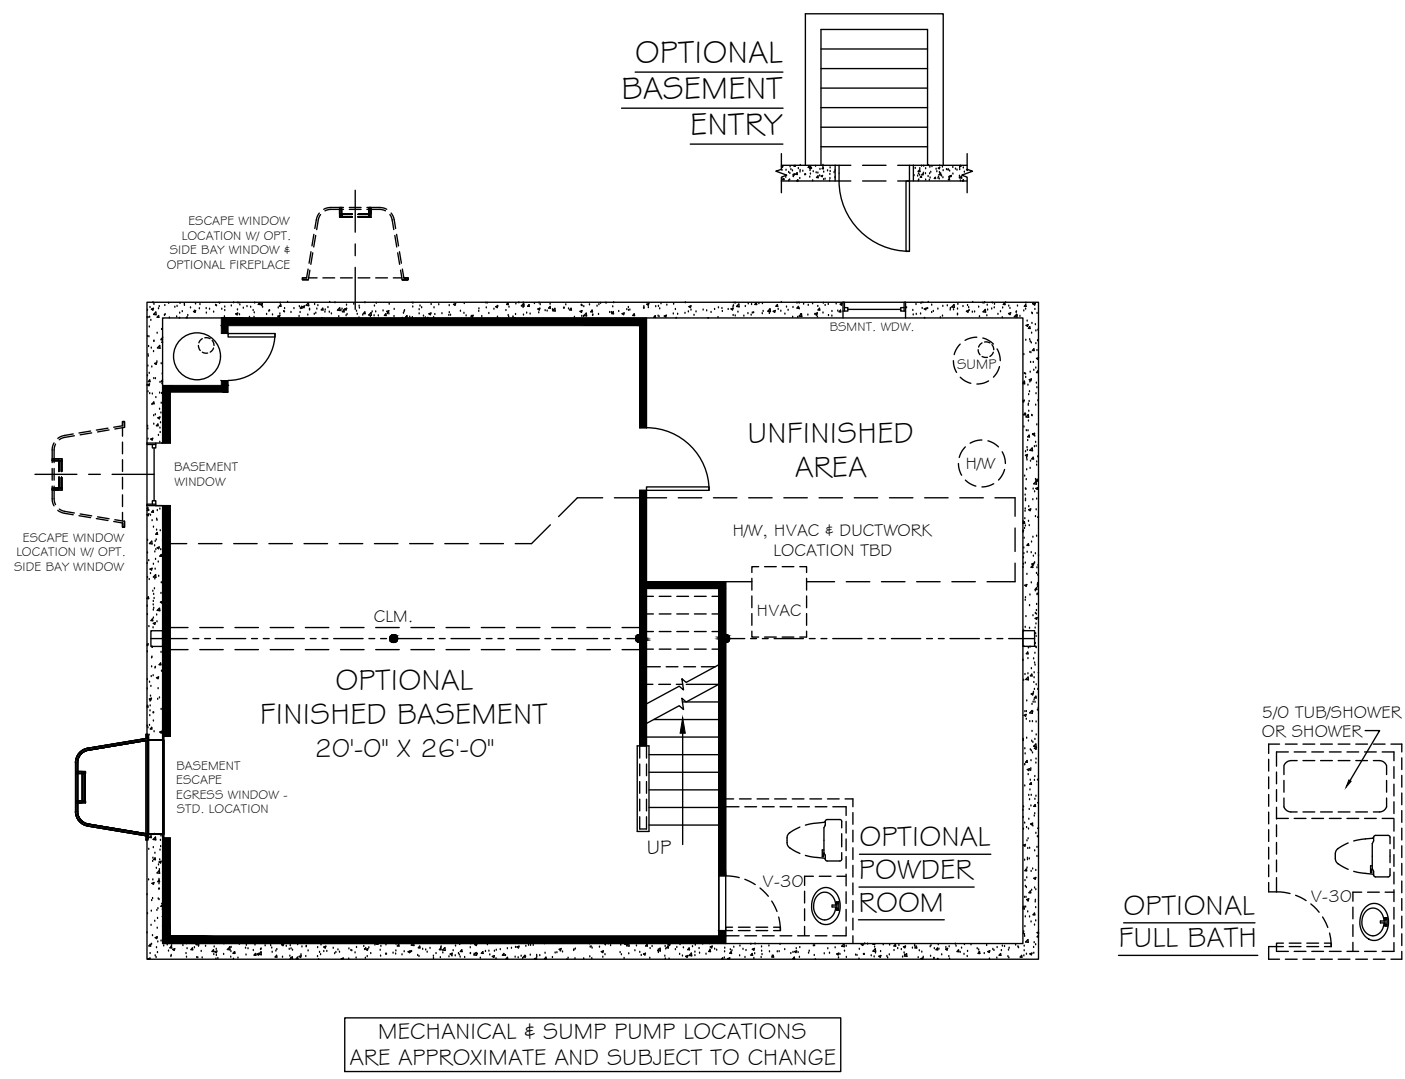 OPTIONAL
BASEMENT
ENTRY
ESCAPE WINDOW
LOCATION W/ OPT.
SIDE BAY WINDOW &
OPTIONAL FIREPLACE
BSMNT. WDW.
SUMP
UNFINISHED
AREA
H/W
BASEMENT
WINDOW
ESCAPE WINDOW
LOCATION W/ OPT.
SIDE BAY WINDOW
H/W, HVAC & DUCTWORK
LOCATION TBD
HVAC
CLM.
OPTIONAL
FINISHED BASEMENT
20'-0" X 26'-0"
BASEMENT
ESCAPE
EGRESS WINDOW -
STD. LOCATION
UP
OPTIONAL
POWDER
ROOM
V-30
5/0 TUB/SHOWER
OR SHOWER
V-30
OPTIONAL
FULL BATH
MECHANICAL & SUMP PUMP LOCATIONS
ARE APPROXIMATE AND SUBJECT TO CHANGE